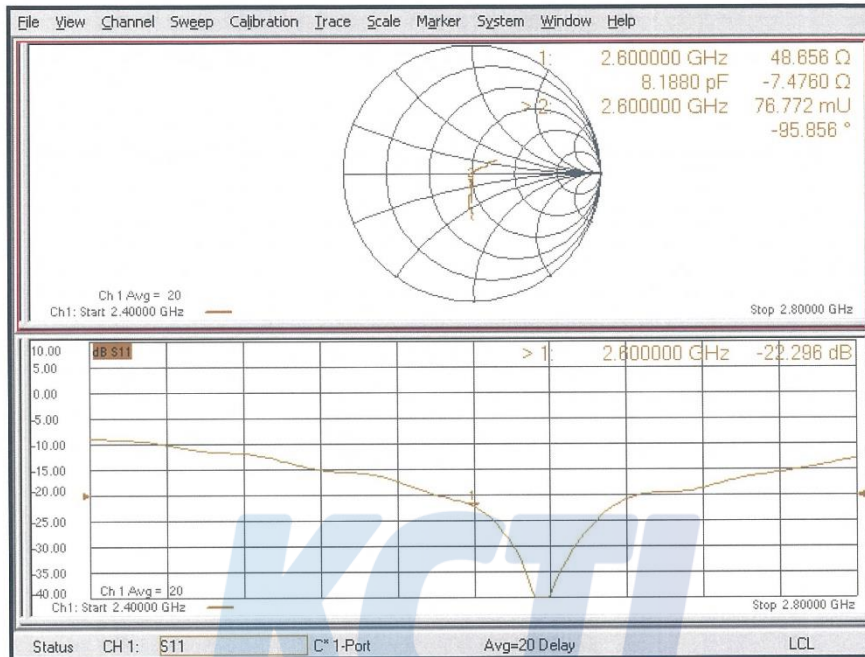 File View Channel Sweep Calibration Trace Scale Marker System Window Help
1: 2.600000 GHz 48.656 Ω
8.1880 pF -7.4760 Ω
> 2: 2.600000 GHz 76.772 mU
-95.856 °
Ch 1 Avg = 20
Ch1: Start 2.40000 GHz
Stop 2.80000 GHz
10.00
dB S11
> 1: 2.600000 GHz -22.296 dB
5.00
0.00
-5.00
-10.00
-15.00
-20.00
1
-25.00
-30.00
-35.00
-40.00
Ch 1 Avg = 20
Ch1: Start 2.40000 GHz
Stop 2.80000 GHz
KCTL
Status CH 1: S11 C* 1-Port Avg=20 Delay LCL